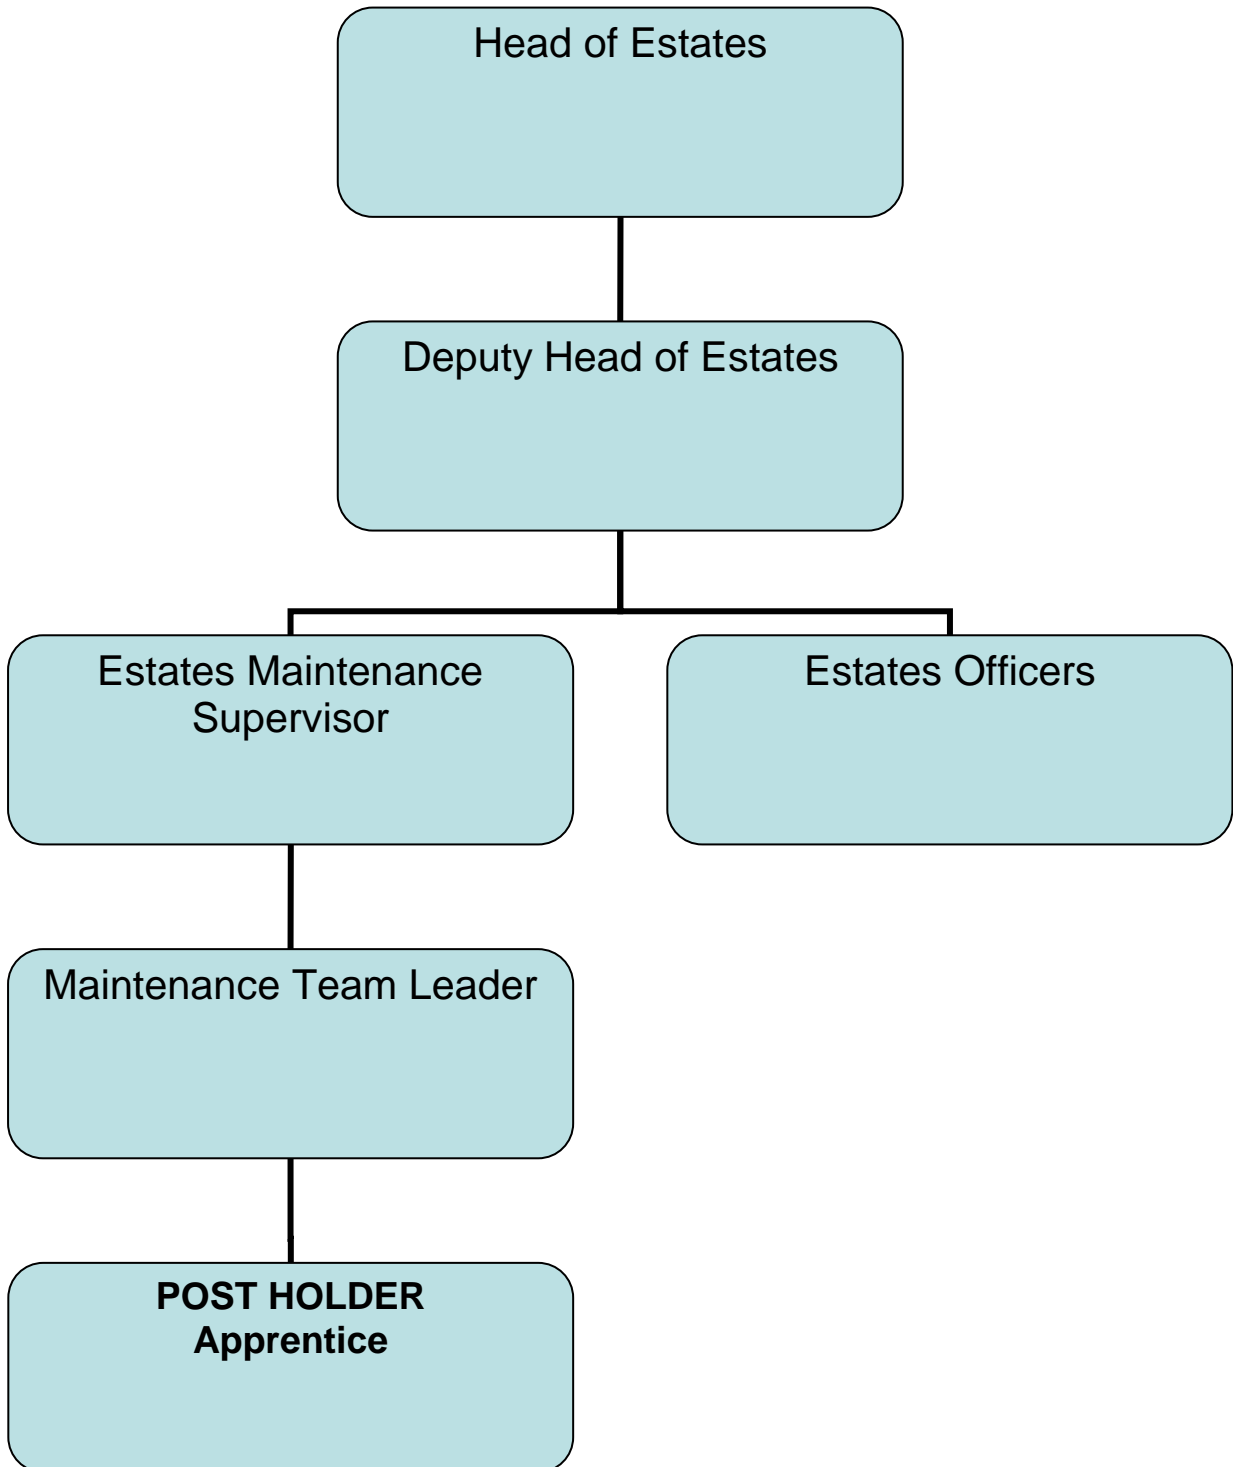 Head of Estates
Deputy Head of Estates
Estates Maintenance
Supervisor
Estates Officers
Maintenance Team Leader
POST HOLDER
Apprentice